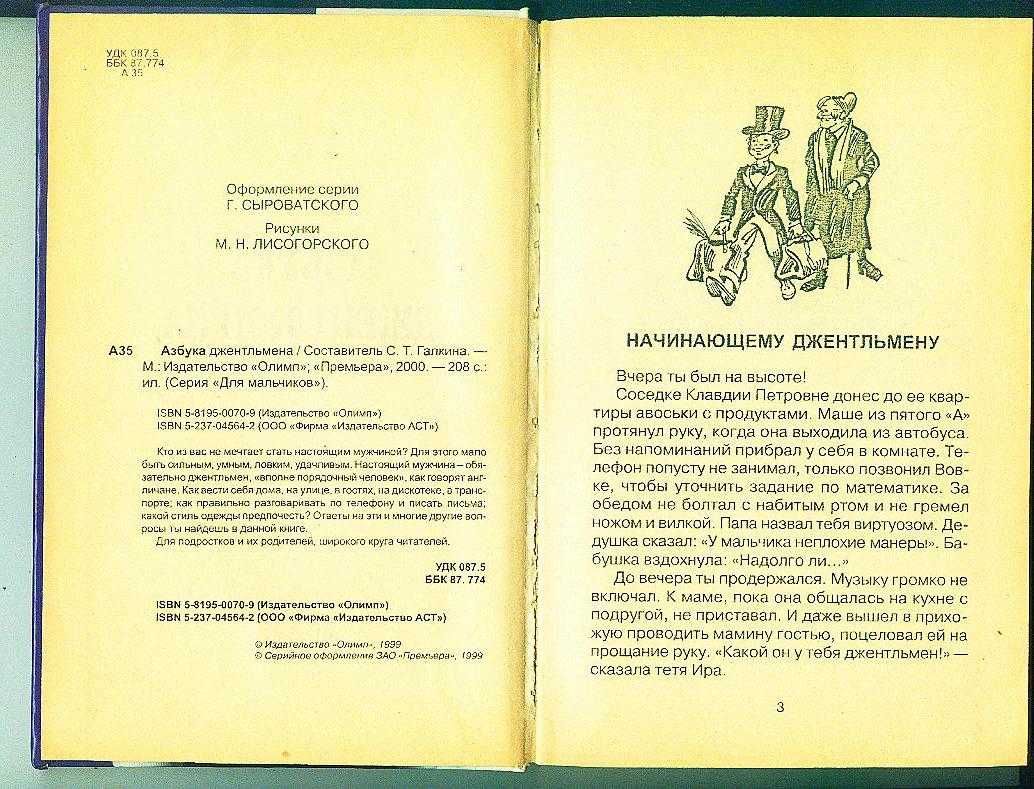 УДК 087.5
ББК 87.774
А 35
Оформление серии
Г. СЫРОВАТСКОГО
Рисунки
М. Н. ЛИСОГОРСКОГО
А35 Азбука джентльмена / Составитель С. Т. Галкина. —
М.: Издательство «Олимп»; «Премьера», 2000. — 208 с.:
ил. (Серия «Для мальчиков»).
ISBN 5-8195-0070-9 (Издательство «Олимп»)
ISBN 5-237-04564-2 (ООО «Фирма «Издательство АСТ»)
Кто из вас не мечтает стать настоящим мужчиной? Для этого мало
быть сильным, умным, ловким, удачливым. Настоящий мужчина – обя-
зательно джентльмен, «вполне порядочный человек», как говорят анг-
личане. Как вести себя дома, на улице, в гостях, на дискотеке, в транс-
порте; как правильно разговаривать по телефону и писать письма;
какой стиль одежды предпочесть? Ответы на эти и многие другие воп-
росы ты найдешь в данной книге.
Для подростков и их родителей, широкого круга читателей.
УДК 087.5
ББК 87. 774
ISBN 5-8195-0070-9 (Издательство «Олимп»)
ISBN 5-237-04564-2 (ООО «Фирма «Издательство АСТ»)
© Издательство «Олимп», 1999
© Серийное оформление ЗАО «Премьера», 1999
НАЧИНАЮЩЕМУ ДЖЕНТЛЬМЕНУ
Вчера ты был на высоте!
Соседке Клавдии Петровне донес до ее квар-
тиры авоськи с продуктами. Маше из пятого «А»
протянул руку, когда она выходила из автобуса.
Без напоминаний прибрал у себя в комнате. Те-
лефон попусту не занимал, только позвонил Вов-
ке, чтобы уточнить задание по математике. За
обедом не болтал с набитым ртом и не гремел
ножом и вилкой. Папа назвал тебя виртуозом. Де-
душка сказал: «У мальчика неплохие манеры». Ба-
бушка вздохнула: «Надолго ли...»
До вечера ты продержался. Музыку громко не
включал. К маме, пока она общалась на кухне с
подругой, не приставал. И даже вышел в прихо-
жую проводить мамину гостью, поцеловал ей на
прощание руку. «Какой он у тебя джентльмен!» —
сказала тетя Ира.
3